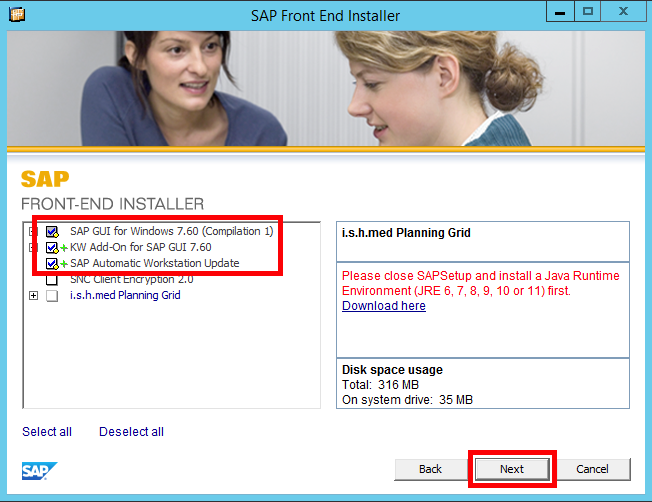 SAP Front End Installer
SAP
FRONT-END INSTALLER
SAP GUI for Windows 7.60 (Compilation 1)
KW Add-On for SAP GUI 7.60
SAP Automatic Workstation Update
SNC Client Encryption 2.0
i.s.h.med Planning Grid
i.s.h.med Planning Grid
Please close SAPSetup and install a Java Runtime
Environment (JRE 6, 7, 8, 9, 10 or 11) first.
Download here
Disk space usage
Total: 316 MB
On system drive: 35 MB
Select all Deselect all
SAP
Back Next Cancel